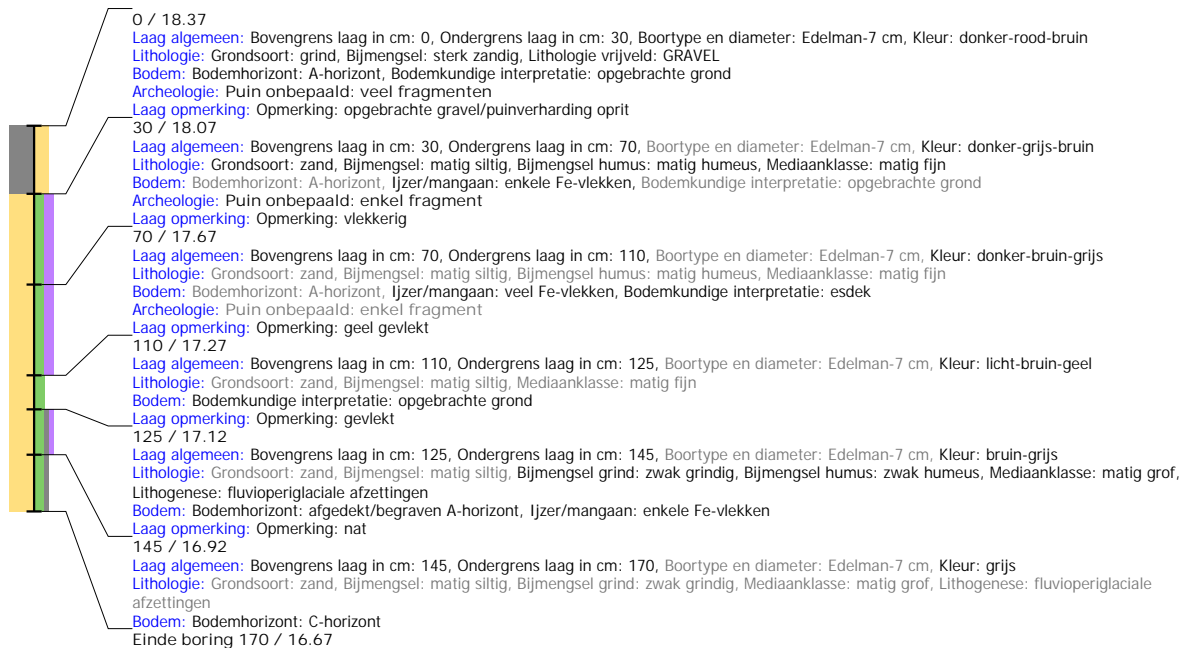 0 / 18.37
Laag algemeen: Bovengrens laag in cm: 0, Ondergrens laag in cm: 30, Boortype en diameter: Edelman-7 cm, Kleur: donker-rood-bruin
Lithologie: Grondsoort: grind, Bijmengsel: sterk zandig, Lithologie vrijveld: GRAVEL
Bodem: Bodemhorizont: A-horizont, Bodemkundige interpretatie: opgebrachte grond
Archeologie: Puin onbepaald: veel fragmenten
Laag opmerking: Opmerking: opgebrachte gravel/puinverharding oprit
30 / 18.07
Laag algemeen: Bovengrens laag in cm: 30, Ondergrens laag in cm: 70, Boortype en diameter: Edelman-7 cm, Kleur: donker-grijs-bruin
Lithologie: Grondsoort: zand, Bijmengsel: matig siltig, Bijmengsel humus: matig humeus, Mediaanklasse: matig fijn
Bodem: Bodemhorizont: A-horizont, Ijzer/mangaan: enkele Fe-vlekken, Bodemkundige interpretatie: opgebrachte grond
Archeologie: Puin onbepaald: enkel fragment
Laag opmerking: Opmerking: vlekkerig
70 / 17.67
Laag algemeen: Bovengrens laag in cm: 70, Ondergrens laag in cm: 110, Boortype en diameter: Edelman-7 cm, Kleur: donker-bruin-grijs
Lithologie: Grondsoort: zand, Bijmengsel: matig siltig, Bijmengsel humus: matig humeus, Mediaanklasse: matig fijn
Bodem: Bodemhorizont: A-horizont, Ijzer/mangaan: veel Fe-vlekken, Bodemkundige interpretatie: esdek
Archeologie: Puin onbepaald: enkel fragment
Laag opmerking: Opmerking: geel gevlekt
110 / 17.27
Laag algemeen: Bovengrens laag in cm: 110, Ondergrens laag in cm: 125, Boortype en diameter: Edelman-7 cm, Kleur: licht-bruin-geel
Lithologie: Grondsoort: zand, Bijmengsel: matig siltig, Mediaanklasse: matig fijn
Bodem: Bodemkundige interpretatie: opgebrachte grond
Laag opmerking: Opmerking: gevlekt
125 / 17.12
Laag algemeen: Bovengrens laag in cm: 125, Ondergrens laag in cm: 145, Boortype en diameter: Edelman-7 cm, Kleur: bruin-grijs
Lithologie: Grondsoort: zand, Bijmengsel: matig siltig, Bijmengsel grind: zwak grindig, Bijmengsel humus: zwak humeus, Mediaanklasse: matig grof,
Lithogenese: fluvioperiglaciale afzettingen
Bodem: Bodemhorizont: afgedekt/begraven A-horizont, Ijzer/mangaan: enkele Fe-vlekken
Laag opmerking: Opmerking: nat
145 / 16.92
Laag algemeen: Bovengrens laag in cm: 145, Ondergrens laag in cm: 170, Boortype en diameter: Edelman-7 cm, Kleur: grijs
Lithologie: Grondsoort: zand, Bijmengsel: matig siltig, Bijmengsel grind: zwak grindig, Mediaanklasse: matig grof, Lithogenese: fluvioperiglaciale
afzettingen
Bodem: Bodemhorizont: C-horizont
Einde boring 170 / 16.67